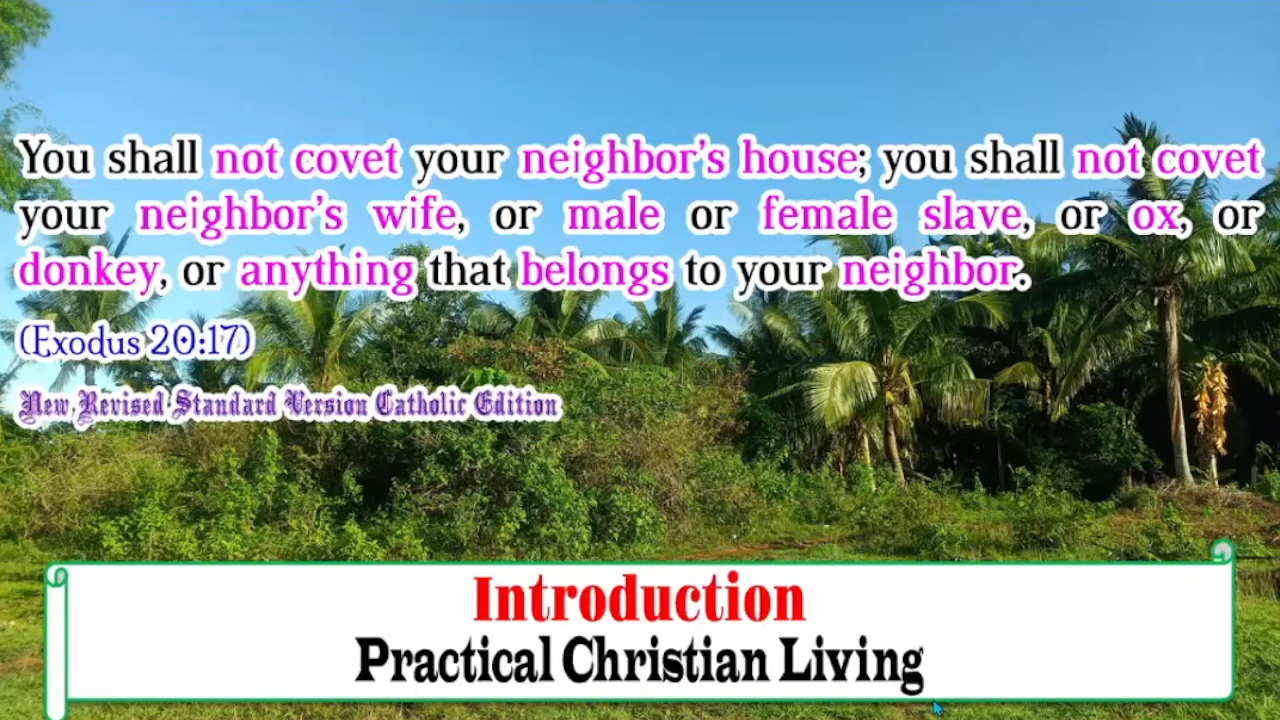 You shall not covet your neighbor’s house; you shall not covet
your neighbor’s wife, or male or female slave, or ox, or
donkey, or anything that belongs to your neighbor.
(Exodus 20:17)
New Revised Standard Version Catholic Edition
Introduction
Practical Christian Living